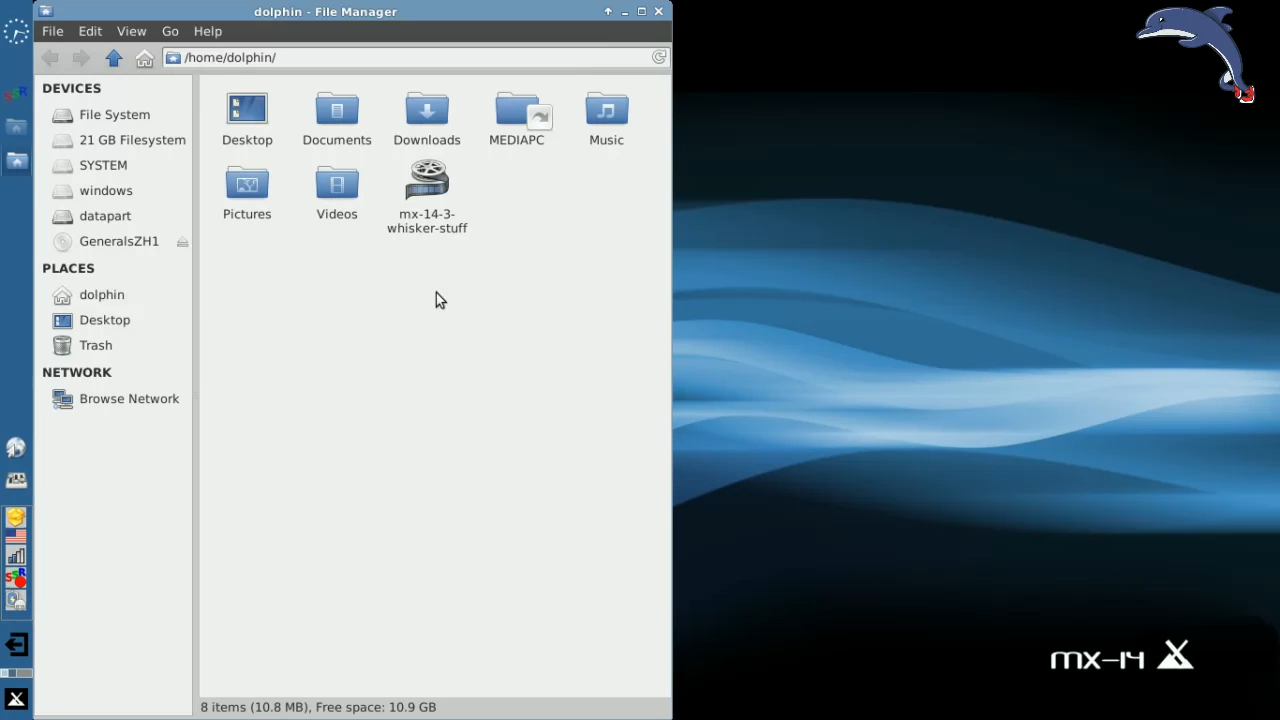 dolphin - File Manager
File Edit View Go Help
/home/dolphin/
DEVICES
File System
21 GB Filesystem
SYSTEM
windows
datapart
GeneralsZH1
PLACES
dolphin
Desktop
Trash
NETWORK
Browse Network
Desktop Documents Downloads MEDIAPC Music
Pictures Videos mx-14-3-
whisker-stuff
8 items (10.8 MB), Free space: 10.9 GB
SSR
SSR
mx-14